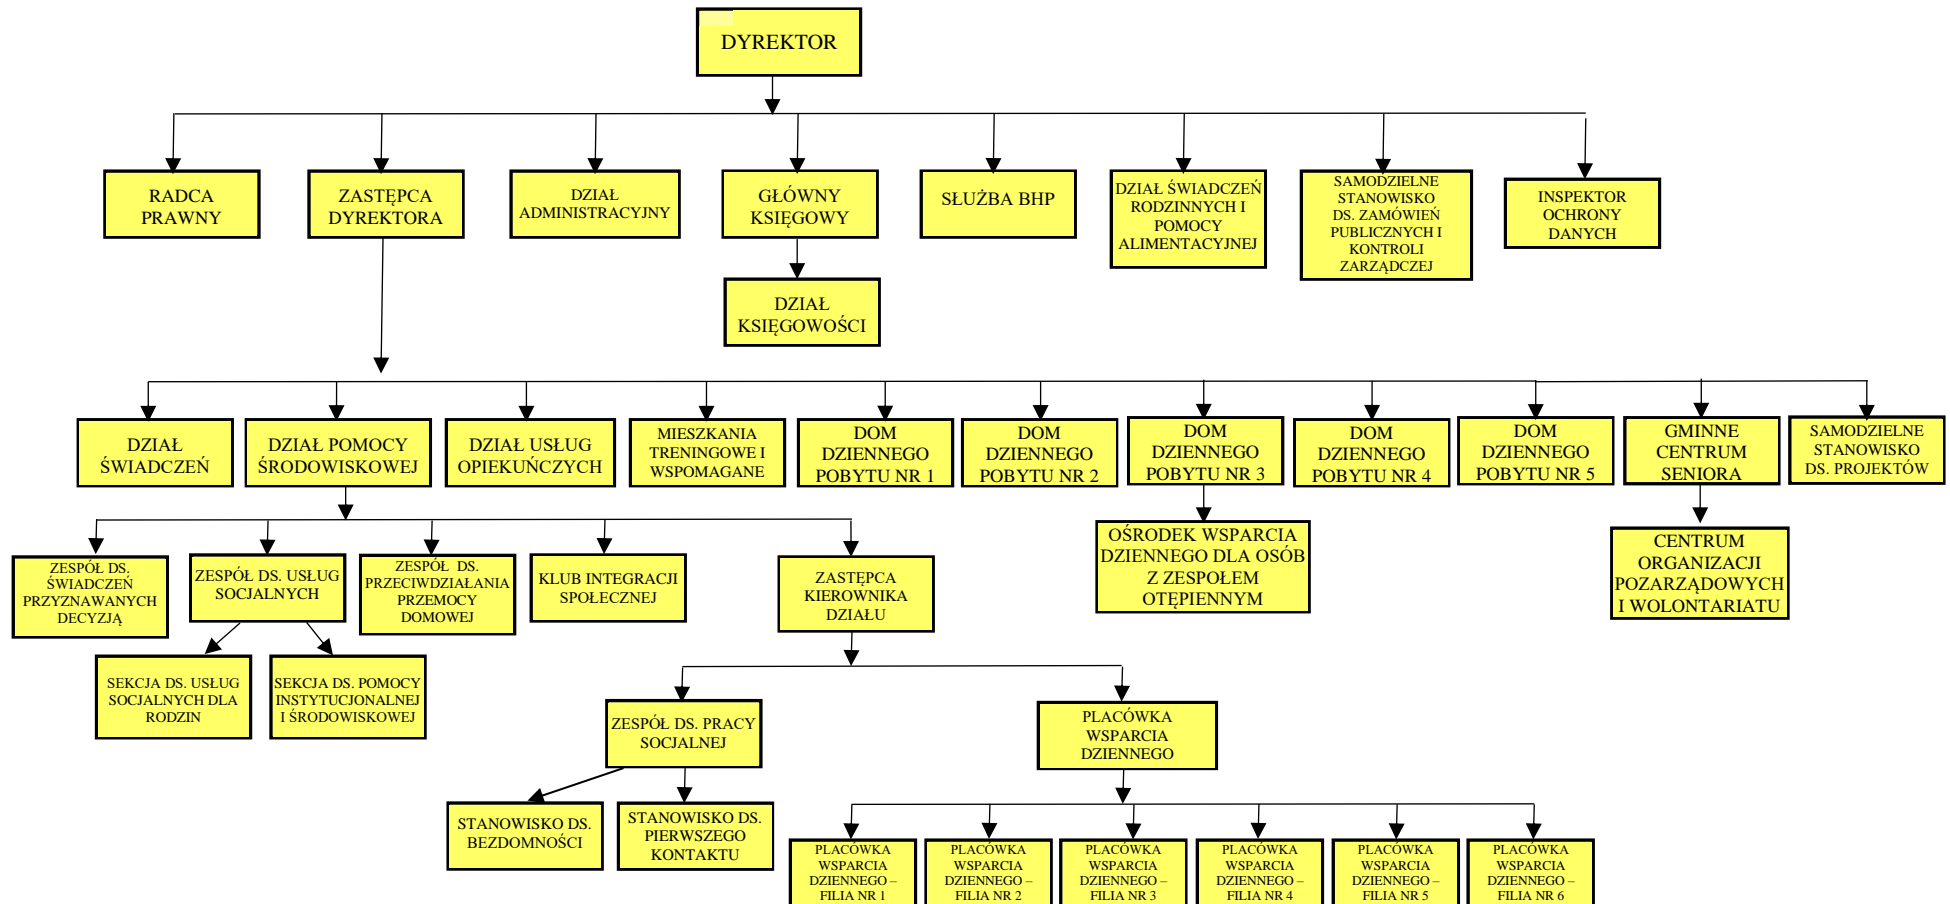 DYREKTOR
RADCA
PRAWNY
ZASTĘPCA
DYREKTORA
DZIAŁ
ADMINISTRACYJNY
GŁÓWNY
KSIĘGOWY
SŁUŻBA BHP
DZIAŁ ŚWIADCZEŃ
RODZINNYCH I
POMOCY
ALIMENTACYJNEJ
SAMODZIELNE
STANOWISKO
DS. ZAMÓWIEŃ
PUBLICZNYCH I
KONTROLI
ZARZĄDCZEJ
INSPEKTOR
OCHRONY
DANYCH
DZIAŁ
KSIĘGOWOŚCI
DZIAŁ
ŚWIADCZEŃ
DZIAŁ POMOCY
ŚRODOWISKOWEJ
DZIAŁ USŁUG
OPIEKUŃCZYCH
MIESZKANIA
TRENINGOWE I
WSPOMAGANE
DOM
DZIENNEGO
POBYTU NR 1
DOM
DZIENNEGO
POBYTU NR 2
DOM
DZIENNEGO
POBYTU NR 3
DOM
DZIENNEGO
POBYTU NR 4
DOM
DZIENNEGO
POBYTU NR 5
GMINNE
CENTRUM
SENIORA
SAMODZIELNE
STANOWISKO
DS. PROJEKTÓW
ZESPÓŁ DS.
ŚWIADCZEŃ
PRZYZNAWANYCH
DECYZJĄ
ZESPÓŁ DS. USŁUG
SOCJALNYCH
ZESPÓŁ DS.
PRZECIWDZIAŁANIA
PRZEMOCY
DOMOWEJ
KLUB INTEGRACJI
SPOŁECZNEJ
ZASTĘPCA
KIEROWNIKA
DZIAŁU
OŚRODEK WSPARCIA
DZIENNEGO DLA OSÓB
Z ZESPOŁEM
OTĘPIENNYM
CENTRUM
ORGANIZACJI
POZARZĄDOWYCH
I WOLONTARIATU
SEKCJA DS. USŁUG
SOCJALNYCH DLA
RODZIN
SEKCJA DS. POMOCY
INSTYTUCJONALNEJ
I ŚRODOWISKOWEJ
ZESPÓŁ DS. PRACY
SOCJALNEJ
PLACÓWKA
WSPARCIA
DZIENNEGO
STANOWISKO DS.
BEZDOMNOŚCI
STANOWISKO DS.
PIERWSZEGO
KONTAKTU
PLACÓWKA
WSPARCIA
DZIENNEGO –
FILIA NR 1
PLACÓWKA
WSPARCIA
DZIENNEGO –
FILIA NR 2
PLACÓWKA
WSPARCIA
DZIENNEGO –
FILIA NR 3
PLACÓWKA
WSPARCIA
DZIENNEGO –
FILIA NR 4
PLACÓWKA
WSPARCIA
DZIENNEGO –
FILIA NR 5
PLACÓWKA
WSPARCIA
DZIENNEGO –
FILIA NR 6